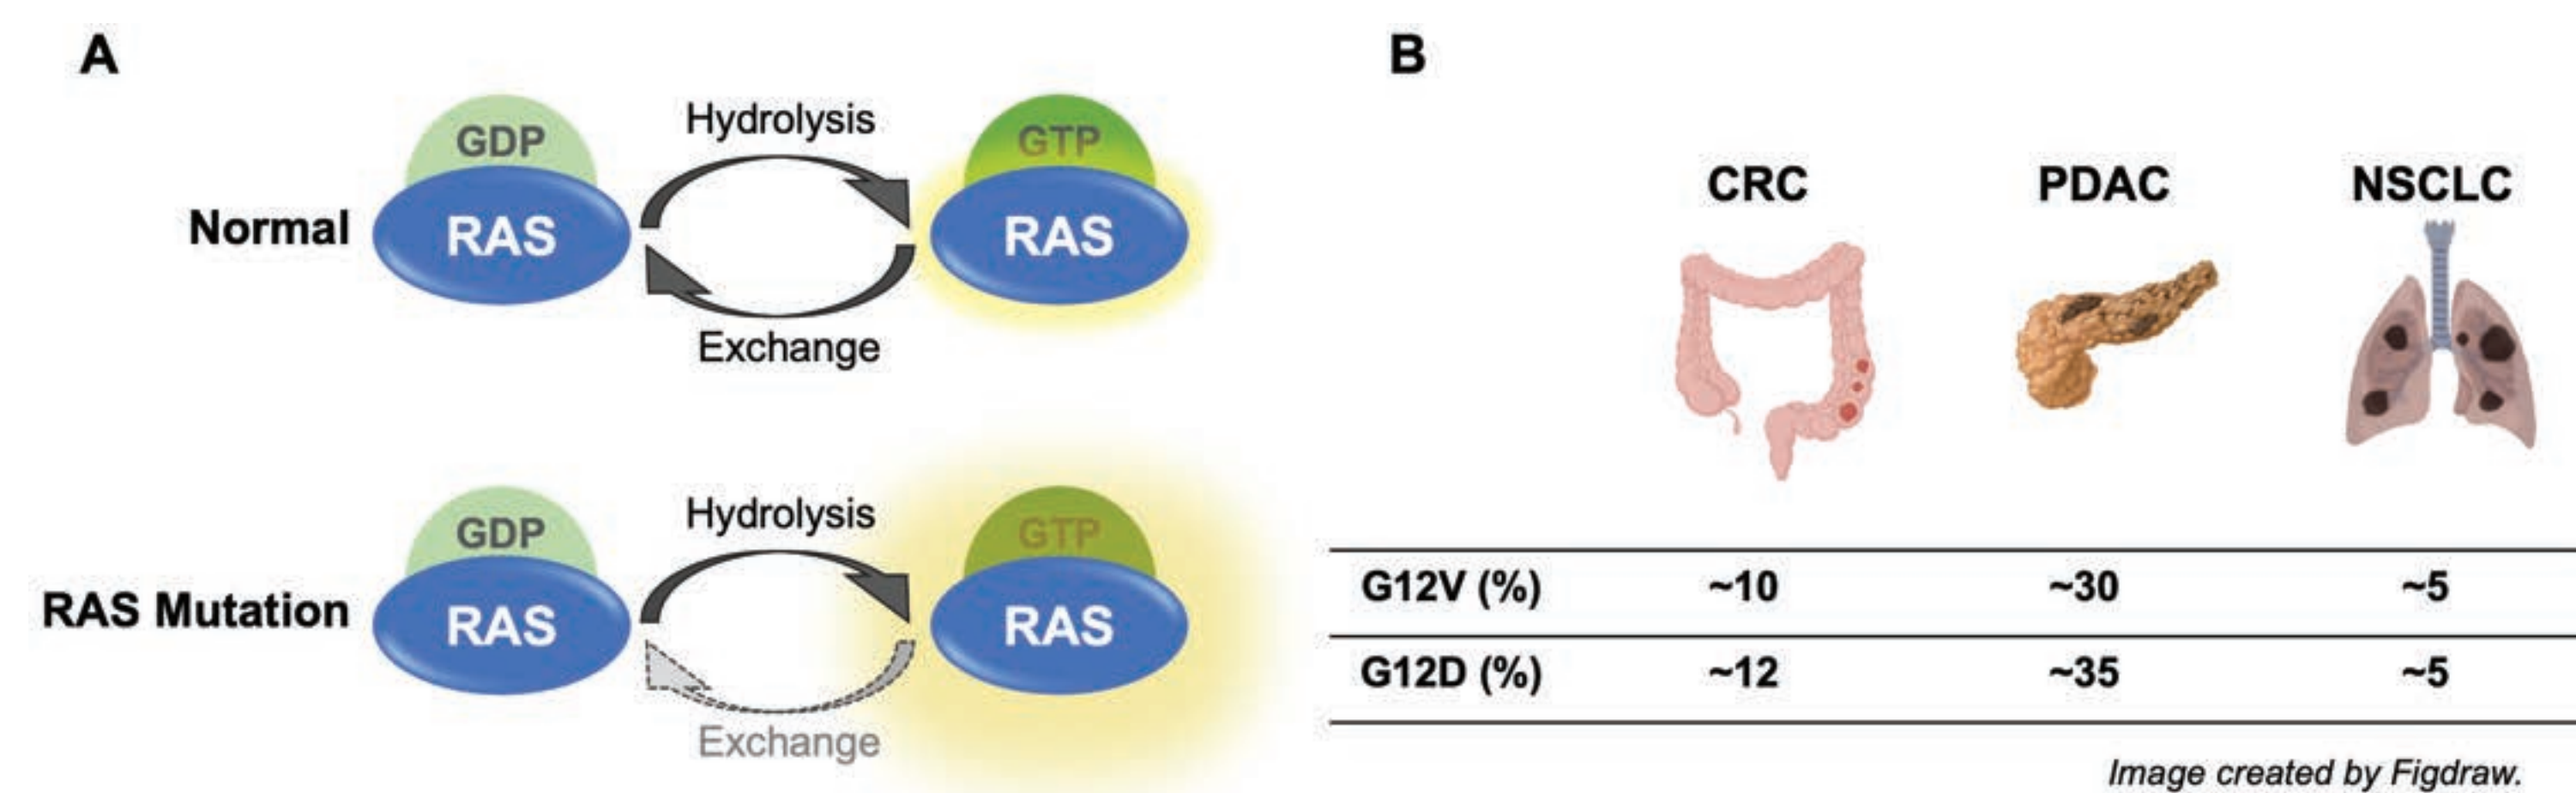 A
Hydrolysis
GDP
GTP
Normal
RAS
RAS
Exchange
Hydrolysis
GDP
GTP
RAS Mutation
RAS
RAS
Exchange
B
CRC PDAC NSCLC
G12V (%) ~10 ~30 ~5
G12D (%) ~12 ~35 ~5
Image created by Figdraw.